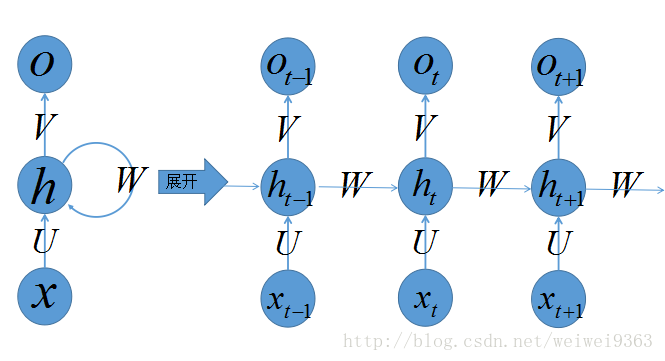 o o_{t-1} o_t o_{t+1}
V V V V
h W 展开 h_{t-1} W h_t W h_{t+1} W
U U U U
x x_{t-1} x_t x_{t+1}
http://blog.csdn.net/weiwei9363